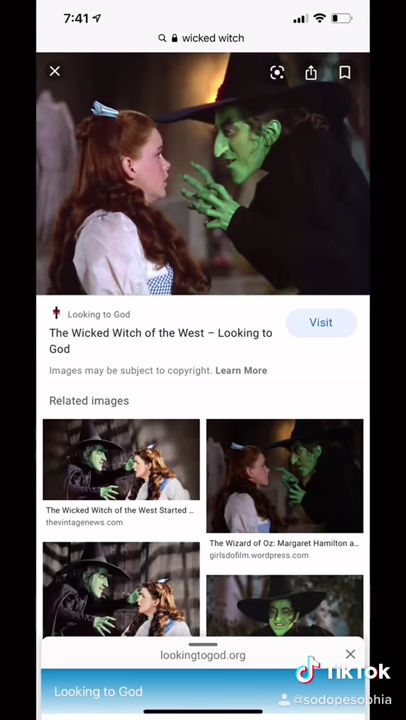 7:41
wicked witch
Looking to God
The Wicked Witch of the West – Looking to
God
Visit
Images may be subject to copyright. Learn More
Related images
The Wicked Witch of the West Started ...
thevintagenews.com
The Wizard of Oz: Margaret Hamilton a...
girlsdofilm.wordpress.com
lookingtogod.org
Looking to God
TikTok
@sodopesophia